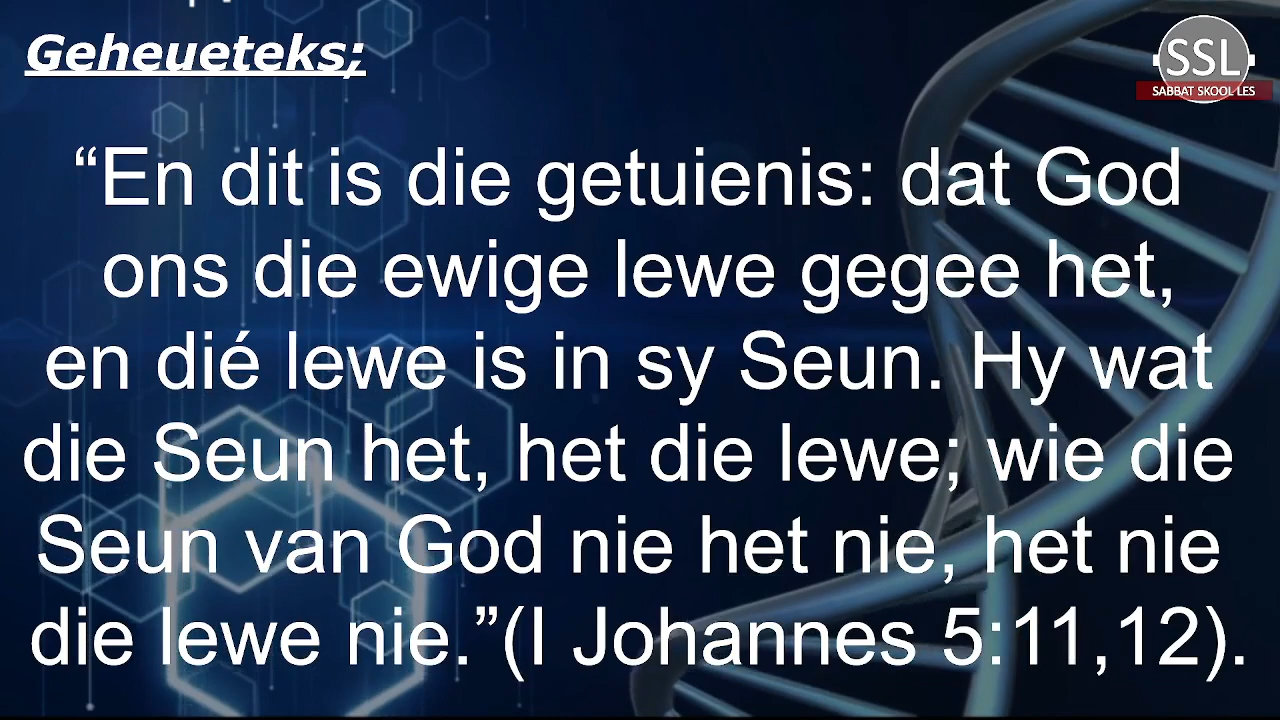 Geheueteks;
SSL
SABBAT SKOOL LES
“En dit is die getuienis: dat God
ons die ewige lewe gegee het,
en dié lewe is in sy Seun. Hy wat
die Seun het, het die lewe; wie die
Seun van God nie het nie, het nie
die lewe nie.”(I Johannes 5:11,12).